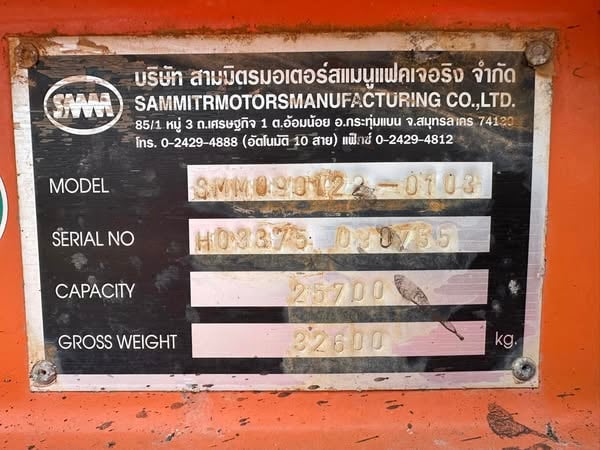 SAMMA
บริษัท สามมิตรมอเตอร์สแมนูแฟคเจอริง จำกัด
SAMMITRMOTORSMANUFACTURING CO.,LTD.
85/1 หมู่ 3 ถ.เศรษฐกิจ 1 ต.อ้อมน้อย อ.กระทุ่มแบน จ.สมุทรสาคร
โทร. 0-2429-4888 (อัตโนมัติ 10 สาย) แฟ็กซ์ 0-2429-4812
MODEL
SERIAL NO
CAPACITY 25700
GROSS WEIGHT 32600 kg.